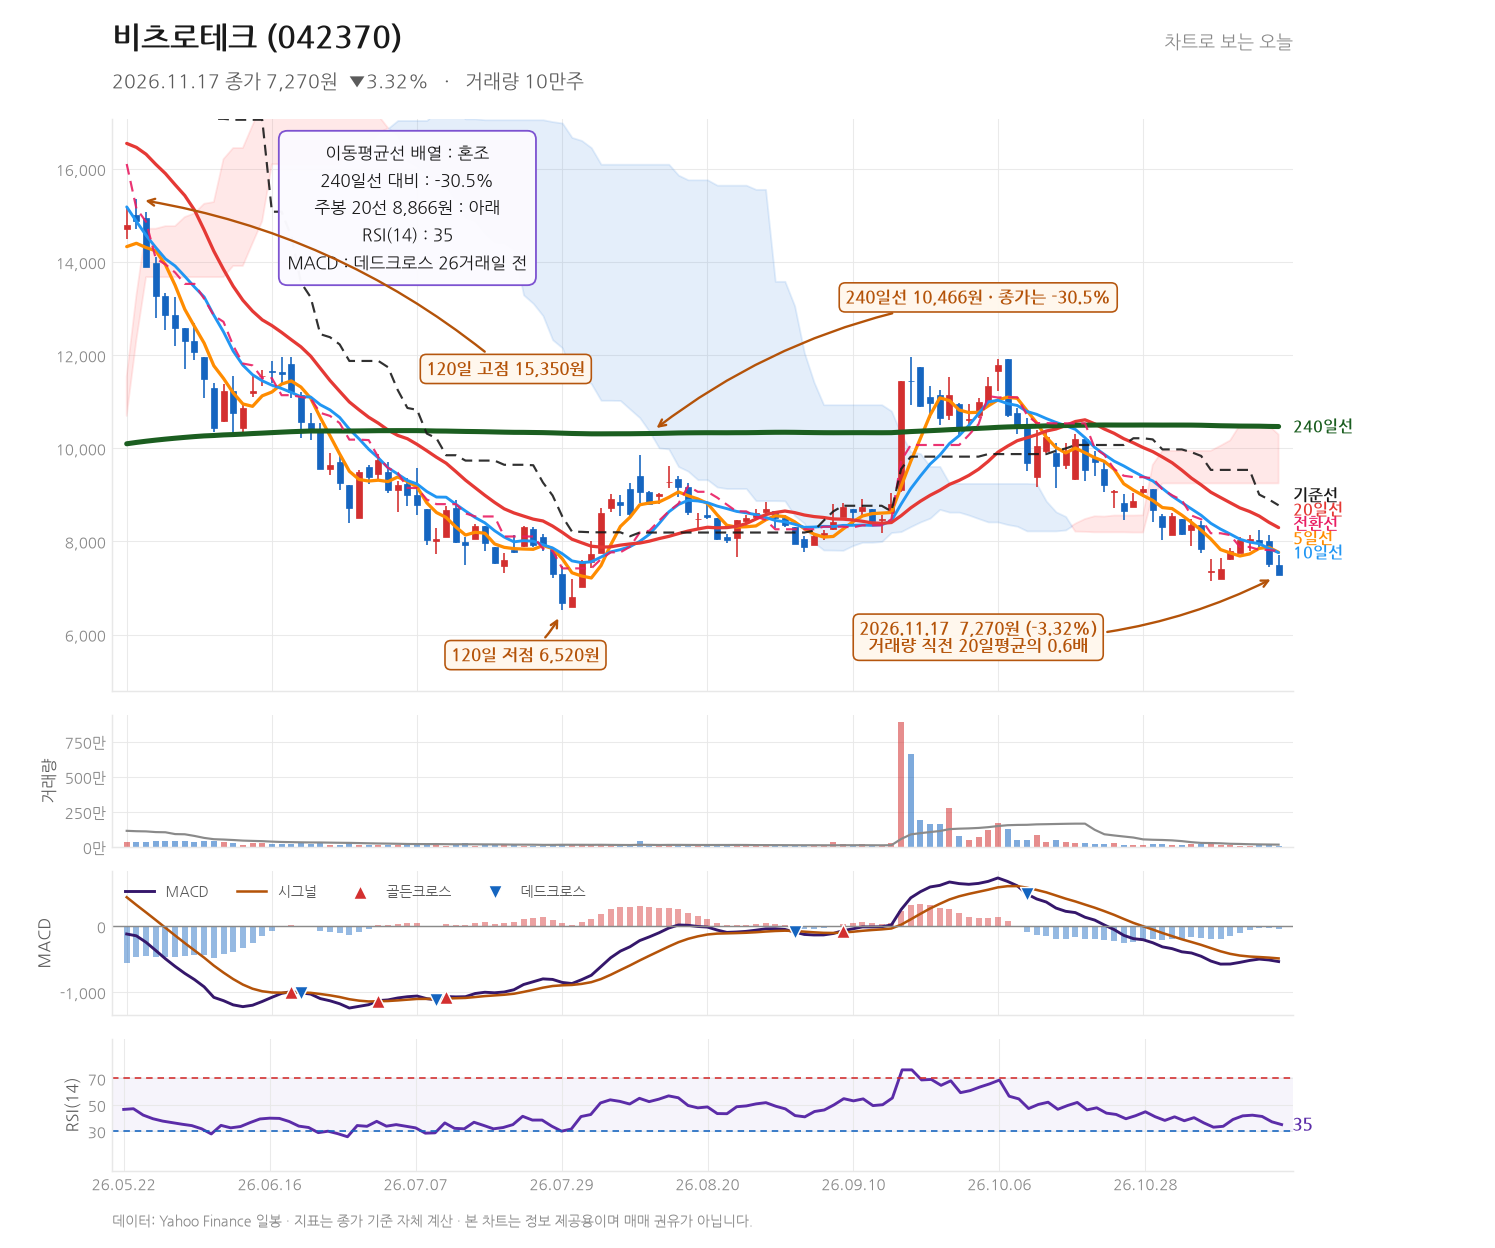 비츠로테크 (042370)
차트로 보는 오늘
2026.11.17 종가 7,270원 ▼3.32% · 거래량 10만주
이동평균선 배열 : 혼조
240일선 대비 : -30.5%
주봉 20선 8,866원 : 아래
RSI(14) : 35
MACD : 데드크로스 26거래일 전
16,000
14,000
12,000
10,000
8,000
6,000
240일선 10,466원 · 종가는 -30.5%
120일 고점 15,350원
120일 저점 6,520원
2026.11.17 7,270원 (-3.32%)
거래량 직전 20일평균의 0.6배
240일선
기준선
20일선
전환선
5일선
10일선
거래량
750만
500만
250만
0만
MACD
MACD
시그널
▲ 골든크로스
▼ 데드크로스
0
-1,000
RSI(14)
70
50
30
35
26.05.22
26.06.16
26.07.07
26.07.29
26.08.20
26.09.10
26.10.06
26.10.28
데이터: Yahoo Finance 일봉 · 지표는 종가 기준 자체 계산 · 본 차트는 정보 제공용이며 매매 권유가 아닙니다.